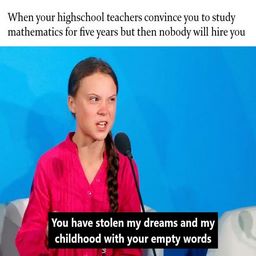 When your highschool teachers convince you to study
mathematics for five years but then nobody will hire you
You have stolen my dreams and my
childhood with your empty words